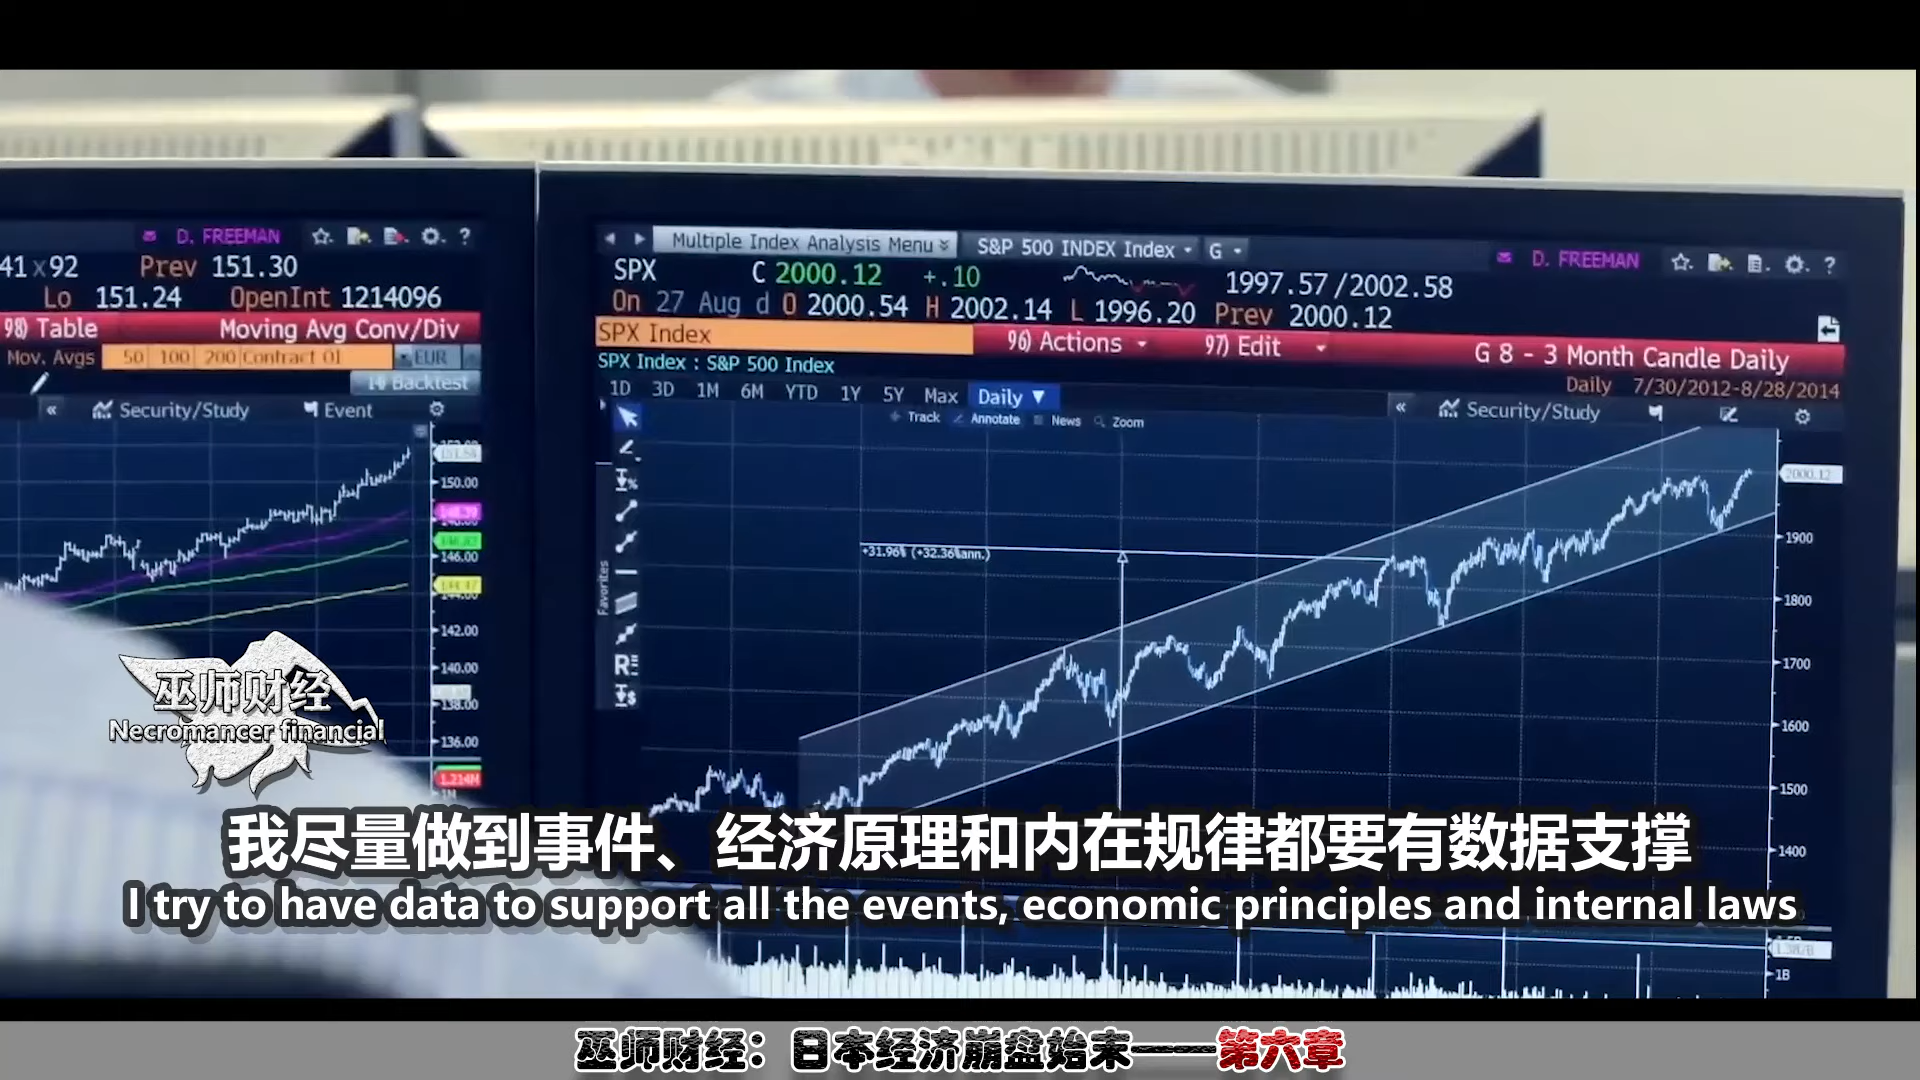 D. FREEMAN
41x92 Prev 151.30
Lo 151.24 OpenInt 1214096
98) Table Moving Avg Conv/Div
Mov. Avgs 50 100 200 Contract 01 EUR
Backtest
« Security/Study Event
150.00
146.00
142.00
140.00
138.00
136.00
1.214M
Multiple Index Analysis Menu S&P 500 INDEX Index G
D. FREEMAN
SPX C 2000.12 +.10 1997.57/2002.58
On 27 Aug d O 2000.54 H 2002.14 L 1996.20 Prev 2000.12
SPX Index 96) Actions 97) Edit G 8 - 3 Month Candle Daily
SPX Index : S&P 500 Index
Daily 7/30/2012-8/28/2014
1D 3D 1M 6M YTD 1Y 5Y Max Daily ▼
« Security/Study
Track Annotate News Zoom
Favorites
+31.96% (+32.36%ann.)
2000.12
1900
1800
1700
1600
1500
1400
1B
巫师财经
Necromancer financial
我尽量做到事件、经济原理和内在规律都要有数据支撑
I try to have data to support all the events, economic principles and internal laws
巫师财经：日本经济崩盘始末——第六章